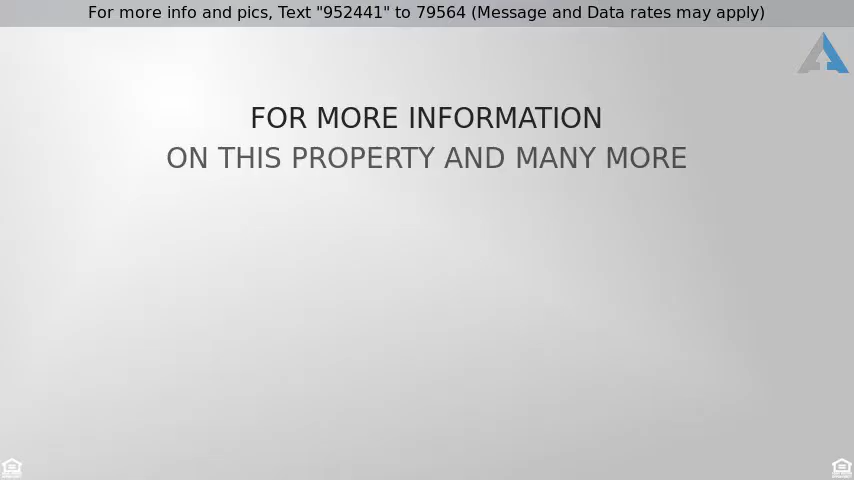 For more info and pics, Text "952441" to 79564 (Message and Data rates may apply)
FOR MORE INFORMATION
ON THIS PROPERTY AND MANY MORE